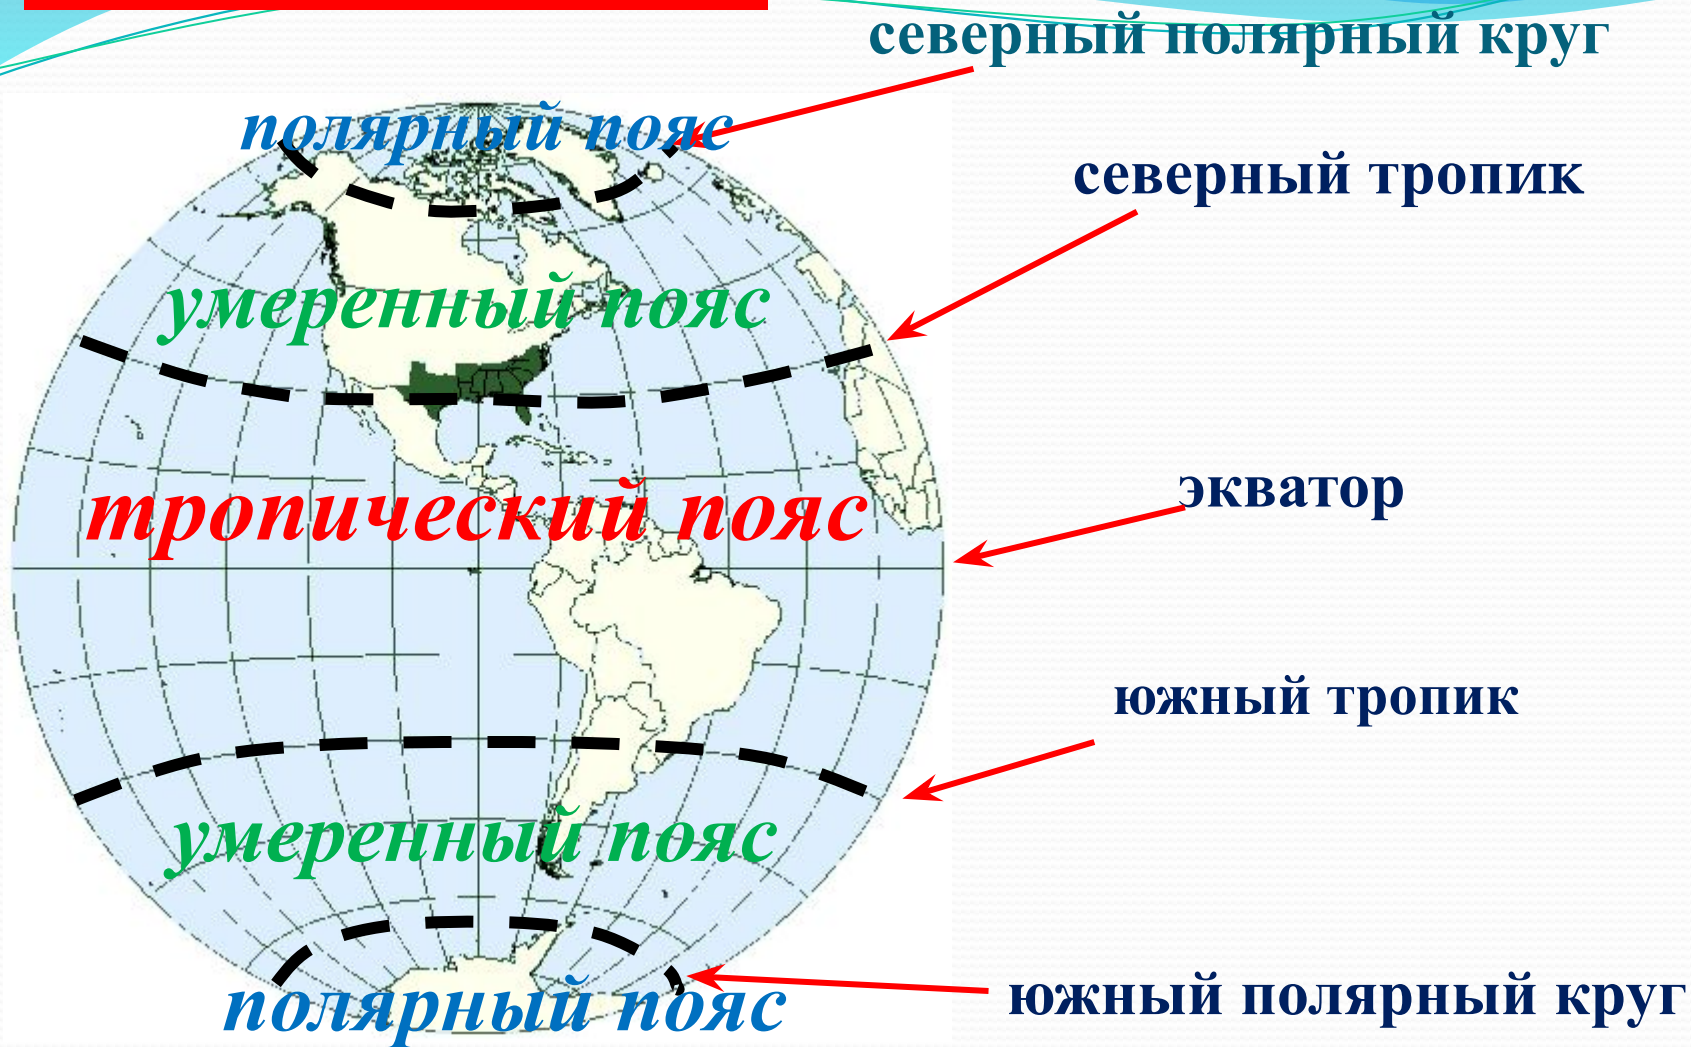 северный полярный круг
полярный пояс
северный тропик
умеренный пояс
экватор
тропический пояс
южный тропик
умеренный пояс
южный полярный круг
полярный пояс